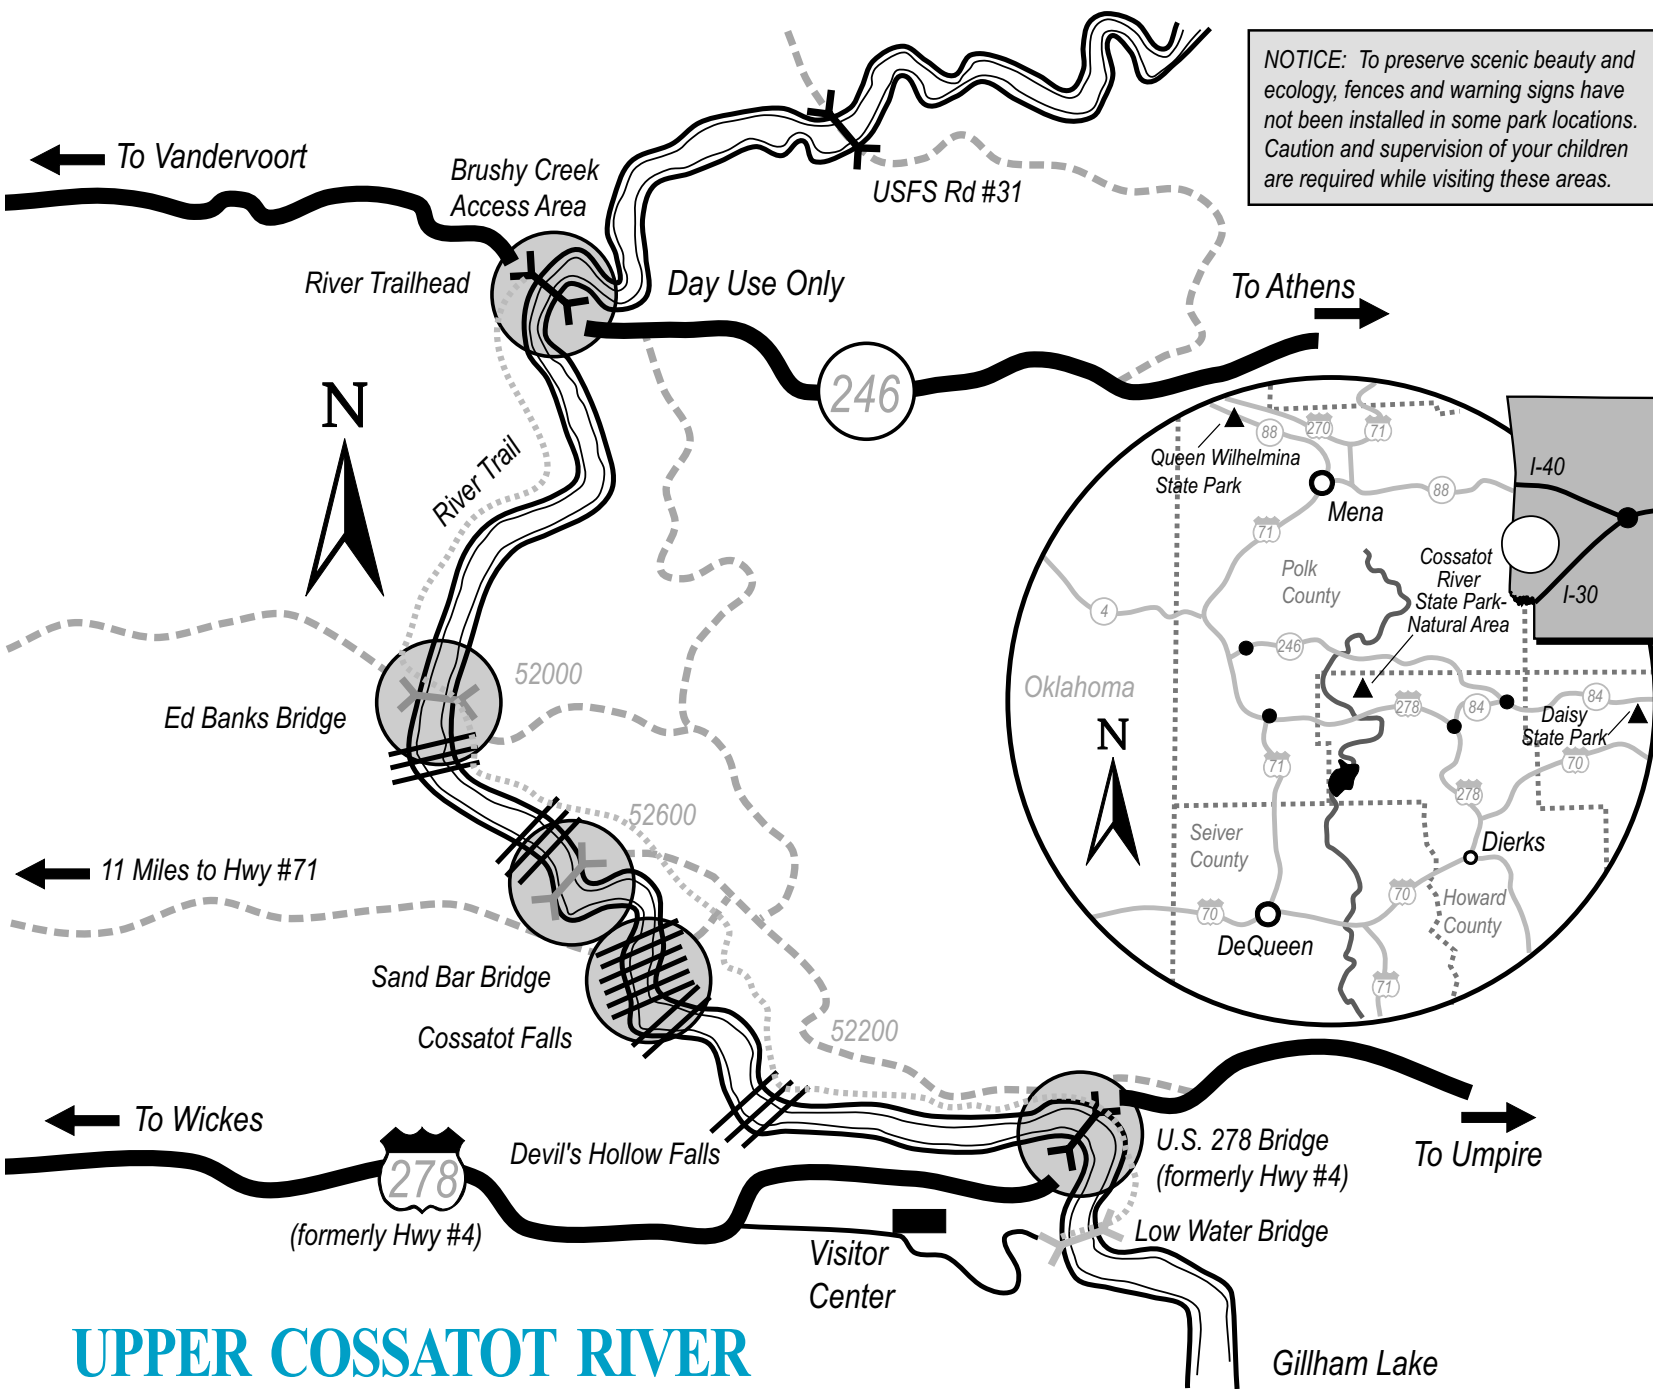 NOTICE: To preserve scenic beauty and
ecology, fences and warning signs have
not been installed in some park locations.
Caution and supervision of your children
are required while visiting these areas.
To Vandervoort
Brushy Creek
Access Area
USFS Rd #31
River Trailhead
Day Use Only
To Athens
246
N
River Trail
52000
Ed Banks Bridge
52600
11 Miles to Hwy #71
Sand Bar Bridge
Cossatot Falls
52200
To Wickes
278
(formerly Hwy #4)
Devil's Hollow Falls
U.S. 278 Bridge
(formerly Hwy #4)
To Umpire
Low Water Bridge
Visitor
Center
Gillham Lake
UPPER COSSATOT RIVER
88
270
71
Queen Wilhelmina
State Park
Mena
88
71
I-40
I-30
Polk
County
Cossatot
River
State Park-
Natural Area
4
246
Oklahoma
278
84
84
Daisy
State Park
N
71
70
278
Seiver
County
Dierks
70
70
Howard
County
DeQueen
71